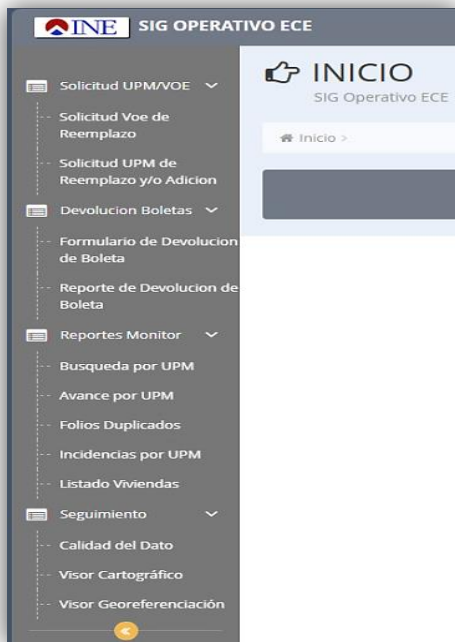 INE SIG OPERATIVO ECE
Solicitud UPM/VOE
Solicitud Voe de
Reemplazo
Solicitud UPM de
Reemplazo y/o Adicion
Devolucion Boletas
Formulario de Devolucion
de Boleta
Reporte de Devolucion de
Boleta
Reportes Monitor
Busqueda por UPM
Avance por UPM
Folios Duplicados
Incidencias por UPM
Listado Viviendas
Seguimiento
Calidad del Dato
Visor Cartográfico
Visor Georeferenciación
INICIO
SIG Operativo ECE
Inicio >